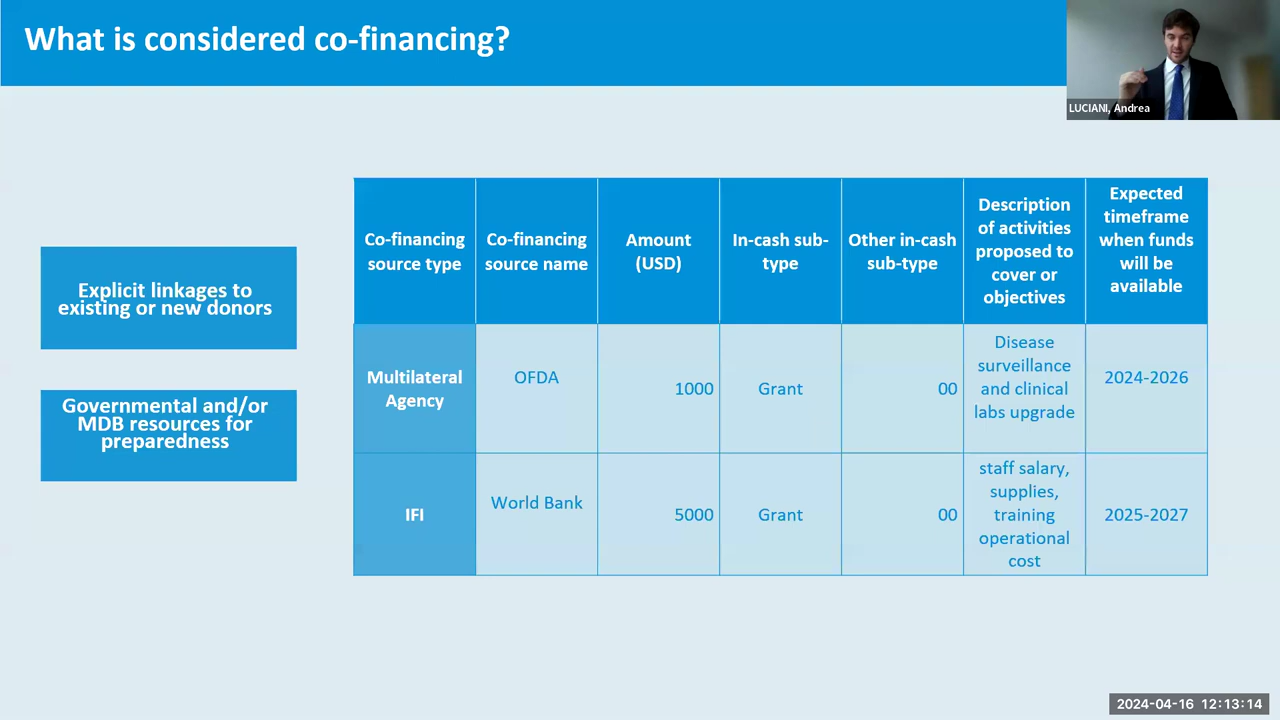 What is considered co-financing?
LUCIANI, Andrea
Explicit linkages to
existing or new donors
Governmental and/or
MDB resources for
preparedness
Co-financing
source type
Co-financing
source name
Amount
(USD)
In-cash sub-
type
Other in-cash
sub-type
Description
of activities
proposed to
cover or
objectives
Expected
timeframe
when funds
will be
available
Multilateral
Agency
OFDA
1000
Grant
00
Disease
surveillance
and clinical
labs upgrade
2024-2026
IFI
World Bank
5000
Grant
00
staff salary,
supplies,
training
operational
cost
2025-2027
2024-04-16 12:13:14